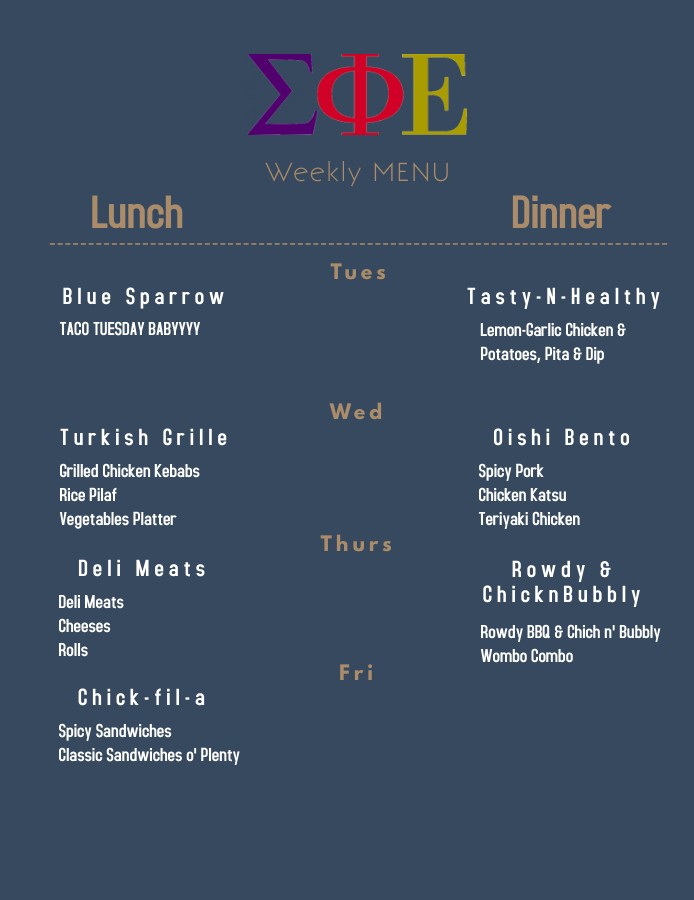 ΣΦΕ
Weekly MENU
Lunch
Dinner
Tues
Blue Sparrow
TACO TUESDAY BABYYYY
Tasty-N-Healthy
Lemon-Garlic Chicken &
Potatoes, Pita & Dip
Wed
Turkish Grille
Grilled Chicken Kebabs
Rice Pilaf
Vegetables Platter
Oishi Bento
Spicy Pork
Chicken Katsu
Teriyaki Chicken
Thurs
Deli Meats
Deli Meats
Cheeses
Rolls
Rowdy &
ChicknBubbly
Rowdy BBQ & Chich n' Bubbly
Wombo Combo
Fri
Chick-fil-a
Spicy Sandwiches
Classic Sandwiches o' Plenty